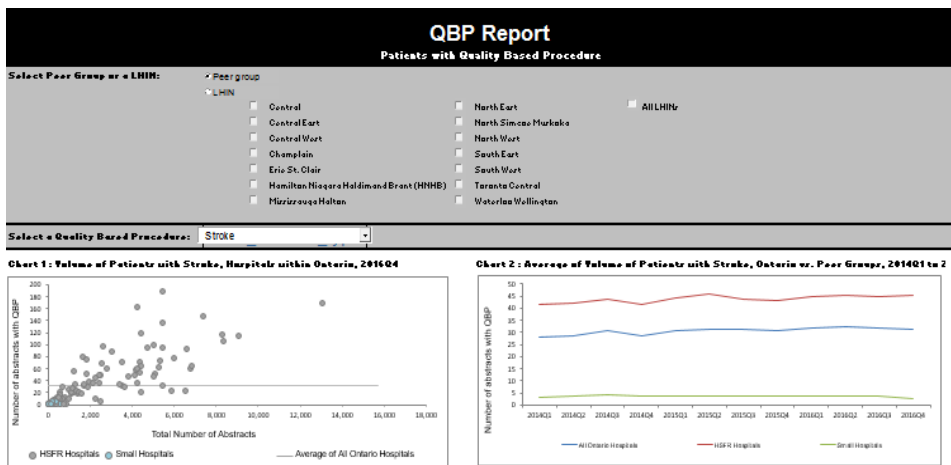 QBP Report
Patients with Quality Based Procedure
Select Peer Group or a LHIN:
Peer group
LHIN
Central
North East
All LHINs
Central East
North Simcoe Muskoka
Central West
North West
Champlain
South East
Erie St. Clair
South West
Hamilton Niagara Haldimand Brant (HNHB)
Toronto Central
Mississauga Halton
Waterloo Wellington
Select a Quality Based Procedure:
Stroke
Chart 1 : Volume of Patients with Stroke, Hospitals within Ontario, 2016Q4
Number of abstracts with QBP
200
180
160
140
120
100
80
60
40
20
0
0 2,000 4,000 6,000 8,000 10,000 12,000 14,000 16,000 18,000
Total Number of Abstracts
HSFR Hospitals Small Hospitals Average of All Ontario Hospitals
Chart 2 : Average of Volume of Patients with Stroke, Ontario vs. Peer Groups, 2014Q1 to 2
Number of abstracts with QBP
50
45
40
35
30
25
20
15
10
5
0
2014Q1 2014Q2 2014Q3 2014Q4 2015Q1 2015Q2 2015Q3 2015Q4 2016Q1 2016Q2 2016Q3 2016Q4
All Ontario Hospitals HSFR Hospitals Small Hospitals